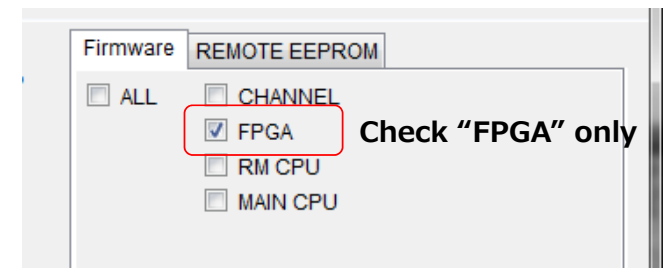 Firmware REMOTE EEPROM
ALL CHANNEL
FPGA Check “FPGA” only
RM CPU
MAIN CPU